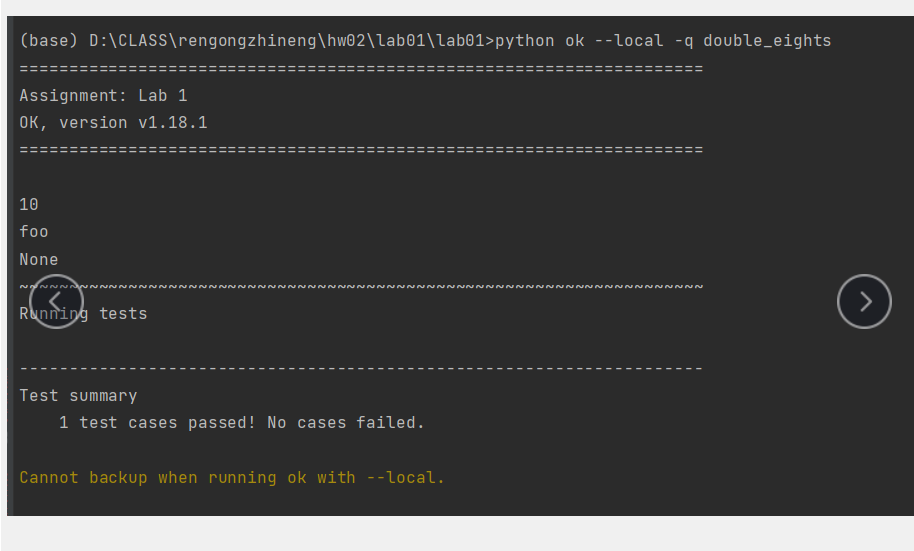 (base) D:\CLASS\rengongzhineng\hw02\lab01\lab01>python ok --local -q double_eights
=====================================================================
Assignment: Lab 1
OK, version v1.18.1
=====================================================================
10
foo
None
~~~~~~~~~~~~~~~~~~~~~~~~~~~~~~~~~~~~~~~~~~~~~~~~~~~~~~~~~~~~~~~~~~~~~
Running tests
---------------------------------------------------------------------
Test summary
    1 test cases passed! No cases failed.
Cannot backup when running ok with --local.